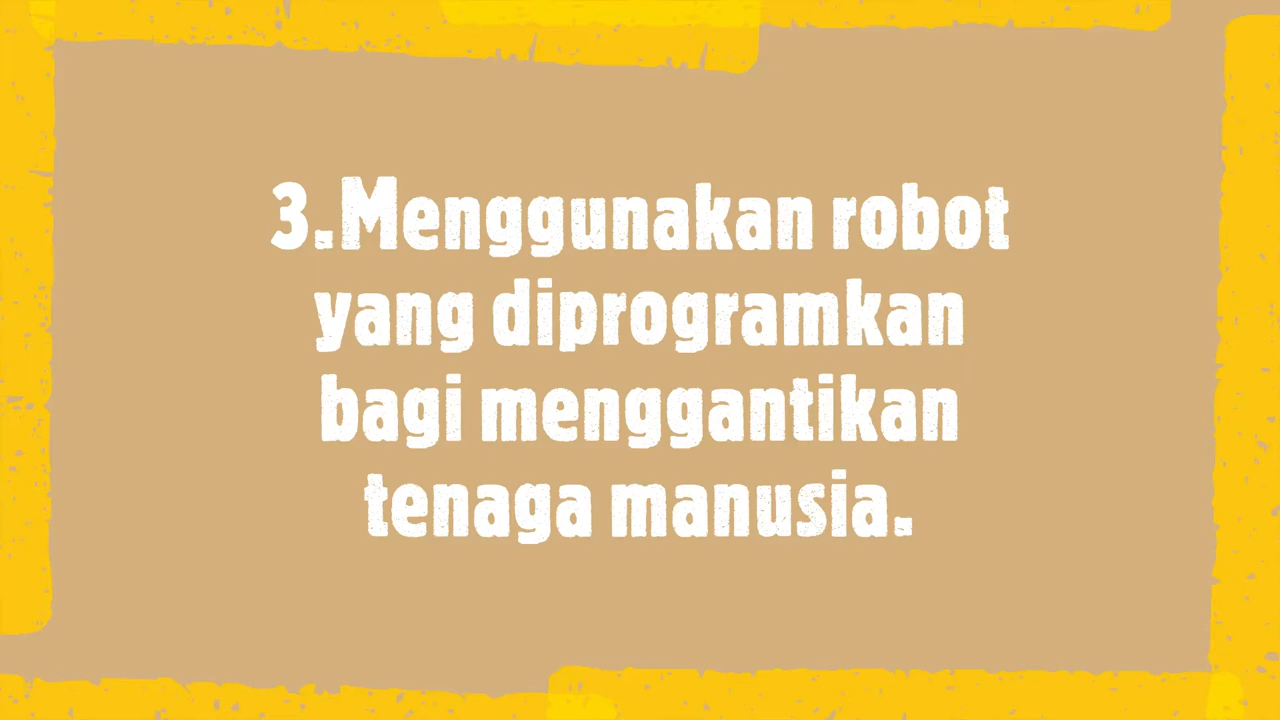 3.Menggunakan robot
yang diprogramkan
bagi menggantikan
tenaga manusia.